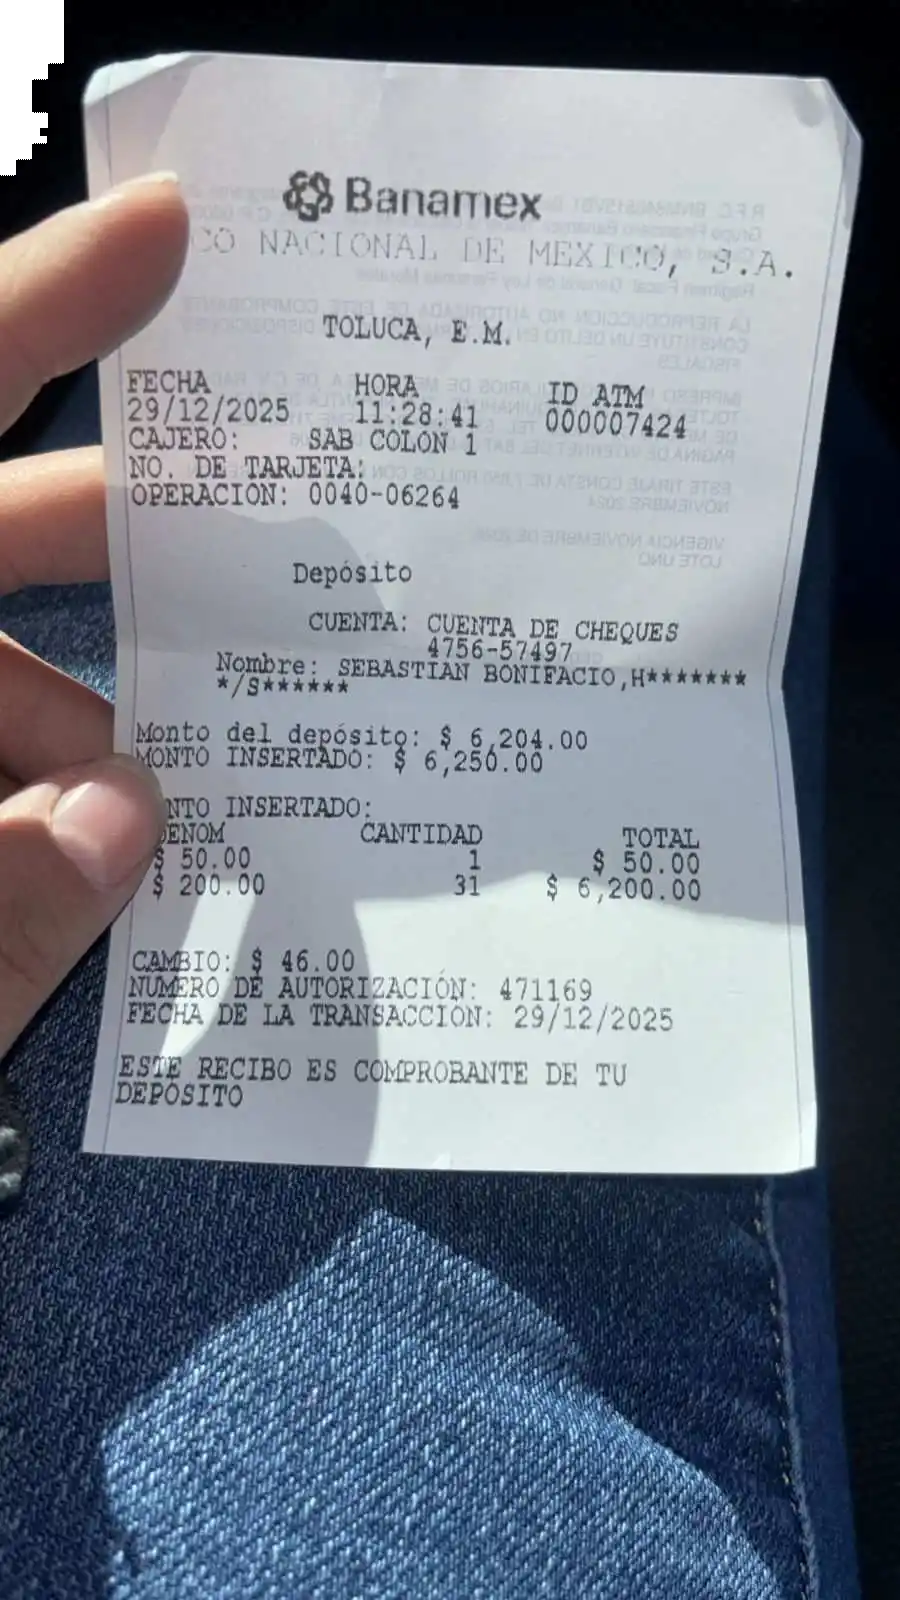 Banamex
CO NACIONAL DE MEXICO, S.A.
TOLUCA, E.M.
FECHA HORA ID ATM
29/12/2025 11:28:41 000007424
CAJERO: SAB COLON 1
NO. DE TARJETA:
OPERACION: 0040-06264
Depósito
CUENTA: CUENTA DE CHEQUES
4756-57497
Nombre: SEBASTIAN BONIFACIO,H*******
*/S******
Monto del depósito: $ 6,204.00
MONTO INSERTADO: $ 6,250.00
NTO INSERTADO:
DENOM CANTIDAD TOTAL
$ 50.00 1 $ 50.00
$ 200.00 31 $ 6,200.00
CAMBIO: $ 46.00
NUMERO DE AUTORIZACIÓN: 471169
FECHA DE LA TRANSACCION: 29/12/2025
ESTE RECIBO ES COMPROBANTE DE TU
DEPOSITO